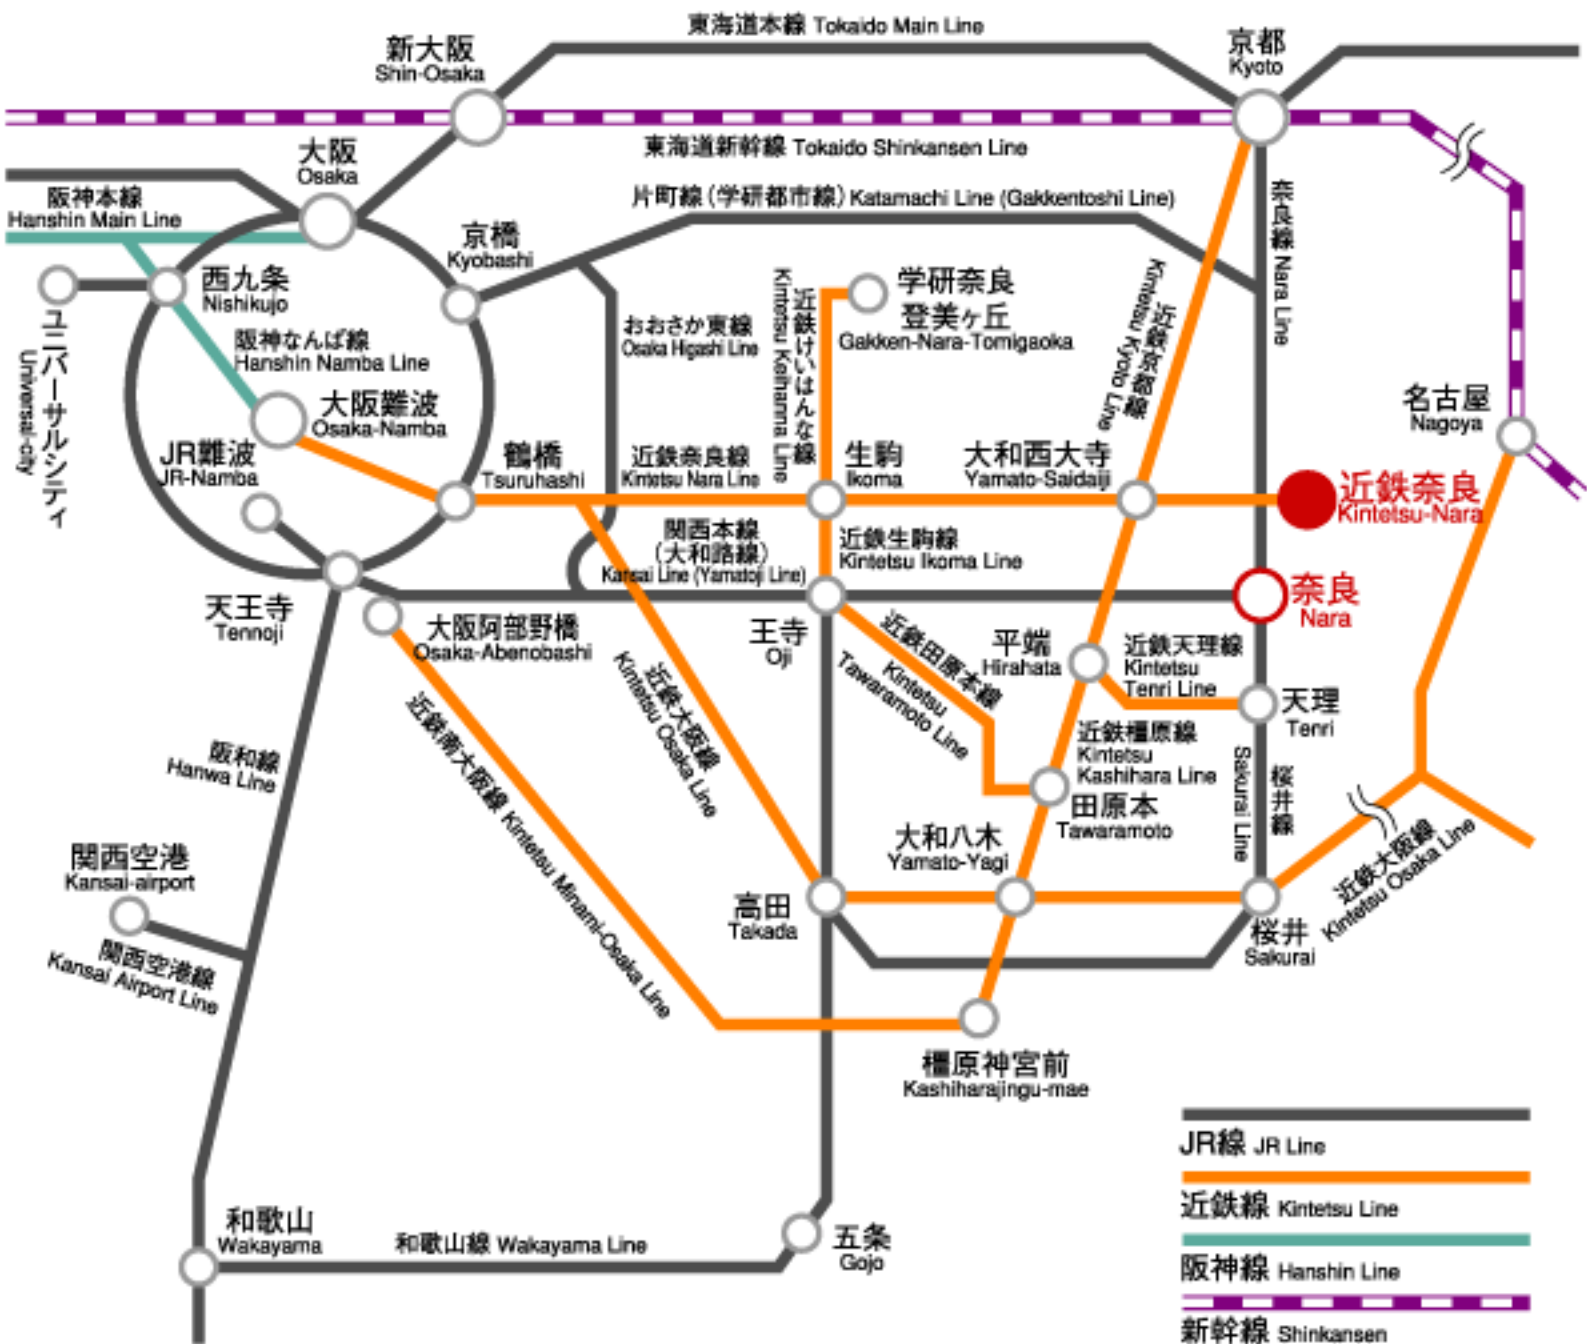 東海道本線 Tokaido Main Line
新大阪
Shin-Osaka
京都
Kyoto
東海道新幹線 Tokaido Shinkansen Line
大阪
Osaka
阪神本線
Hanshin Main Line
片町線(学研都市線) Katamachi Line (Gakkentoshi Line)
京橋
Kyobashi
奈良線 Nara Line
西九条
Nishikujo
ユニバーサルシティ
Universal-city
阪神なんば線
Hanshin Namba Line
おおさか東線
Osaka Higashi Line
近鉄けいはんな線
Kintetsu Keihanna Line
学研奈良
登美ヶ丘
Gakken-Nara-Tomigaoka
近鉄京都線
Kintetsu Kyoto Line
大阪難波
Osaka-Namba
JR難波
JR-Namba
鶴橋
Tsuruhashi
近鉄奈良線
Kintetsu Nara Line
生駒
Ikoma
大和西大寺
Yamato-Saidaiji
近鉄奈良
Kintetsu-Nara
名古屋
Nagoya
関西本線
(大和路線)
Kansai Line (Yamatoji Line)
近鉄生駒線
Kintetsu Ikoma Line
天王寺
Tennoji
大阪阿部野橋
Osaka-Abenobashi
王寺
Oji
奈良
Nara
近鉄田原本線
Kintetsu
Tawaramoto Line
平端
Hirahata
近鉄天理線
Kintetsu
Tenri Line
天理
Tenri
近鉄大阪線
Kintetsu Osaka Line
近鉄南大阪線 Kintetsu Minami-Osaka Line
阪和線
Hanwa Line
近鉄橿原線
Kintetsu
Kashihara Line
田原本
Tawaramoto
桜井線
Sakurai Line
大和八木
Yamato-Yagi
関西空港
Kansai-airport
関西空港線
Kansai Airport Line
高田
Takada
桜井
Sakurai
近鉄大阪線
Kintetsu Osaka Line
橿原神宮前
Kashiharajingu-mae
和歌山
Wakayama
和歌山線 Wakayama Line
五条
Gojo
JR線 JR Line
近鉄線 Kintetsu Line
阪神線 Hanshin Line
新幹線 Shinkansen